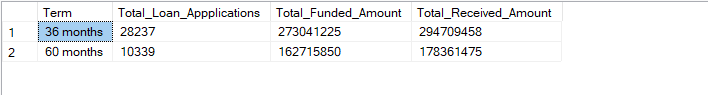 Term Total_Loan_Appplications Total_Funded_Amount Total_Received_Amount
1 36 months 28237 273041225 294709458
2 60 months 10339 162715850 178361475